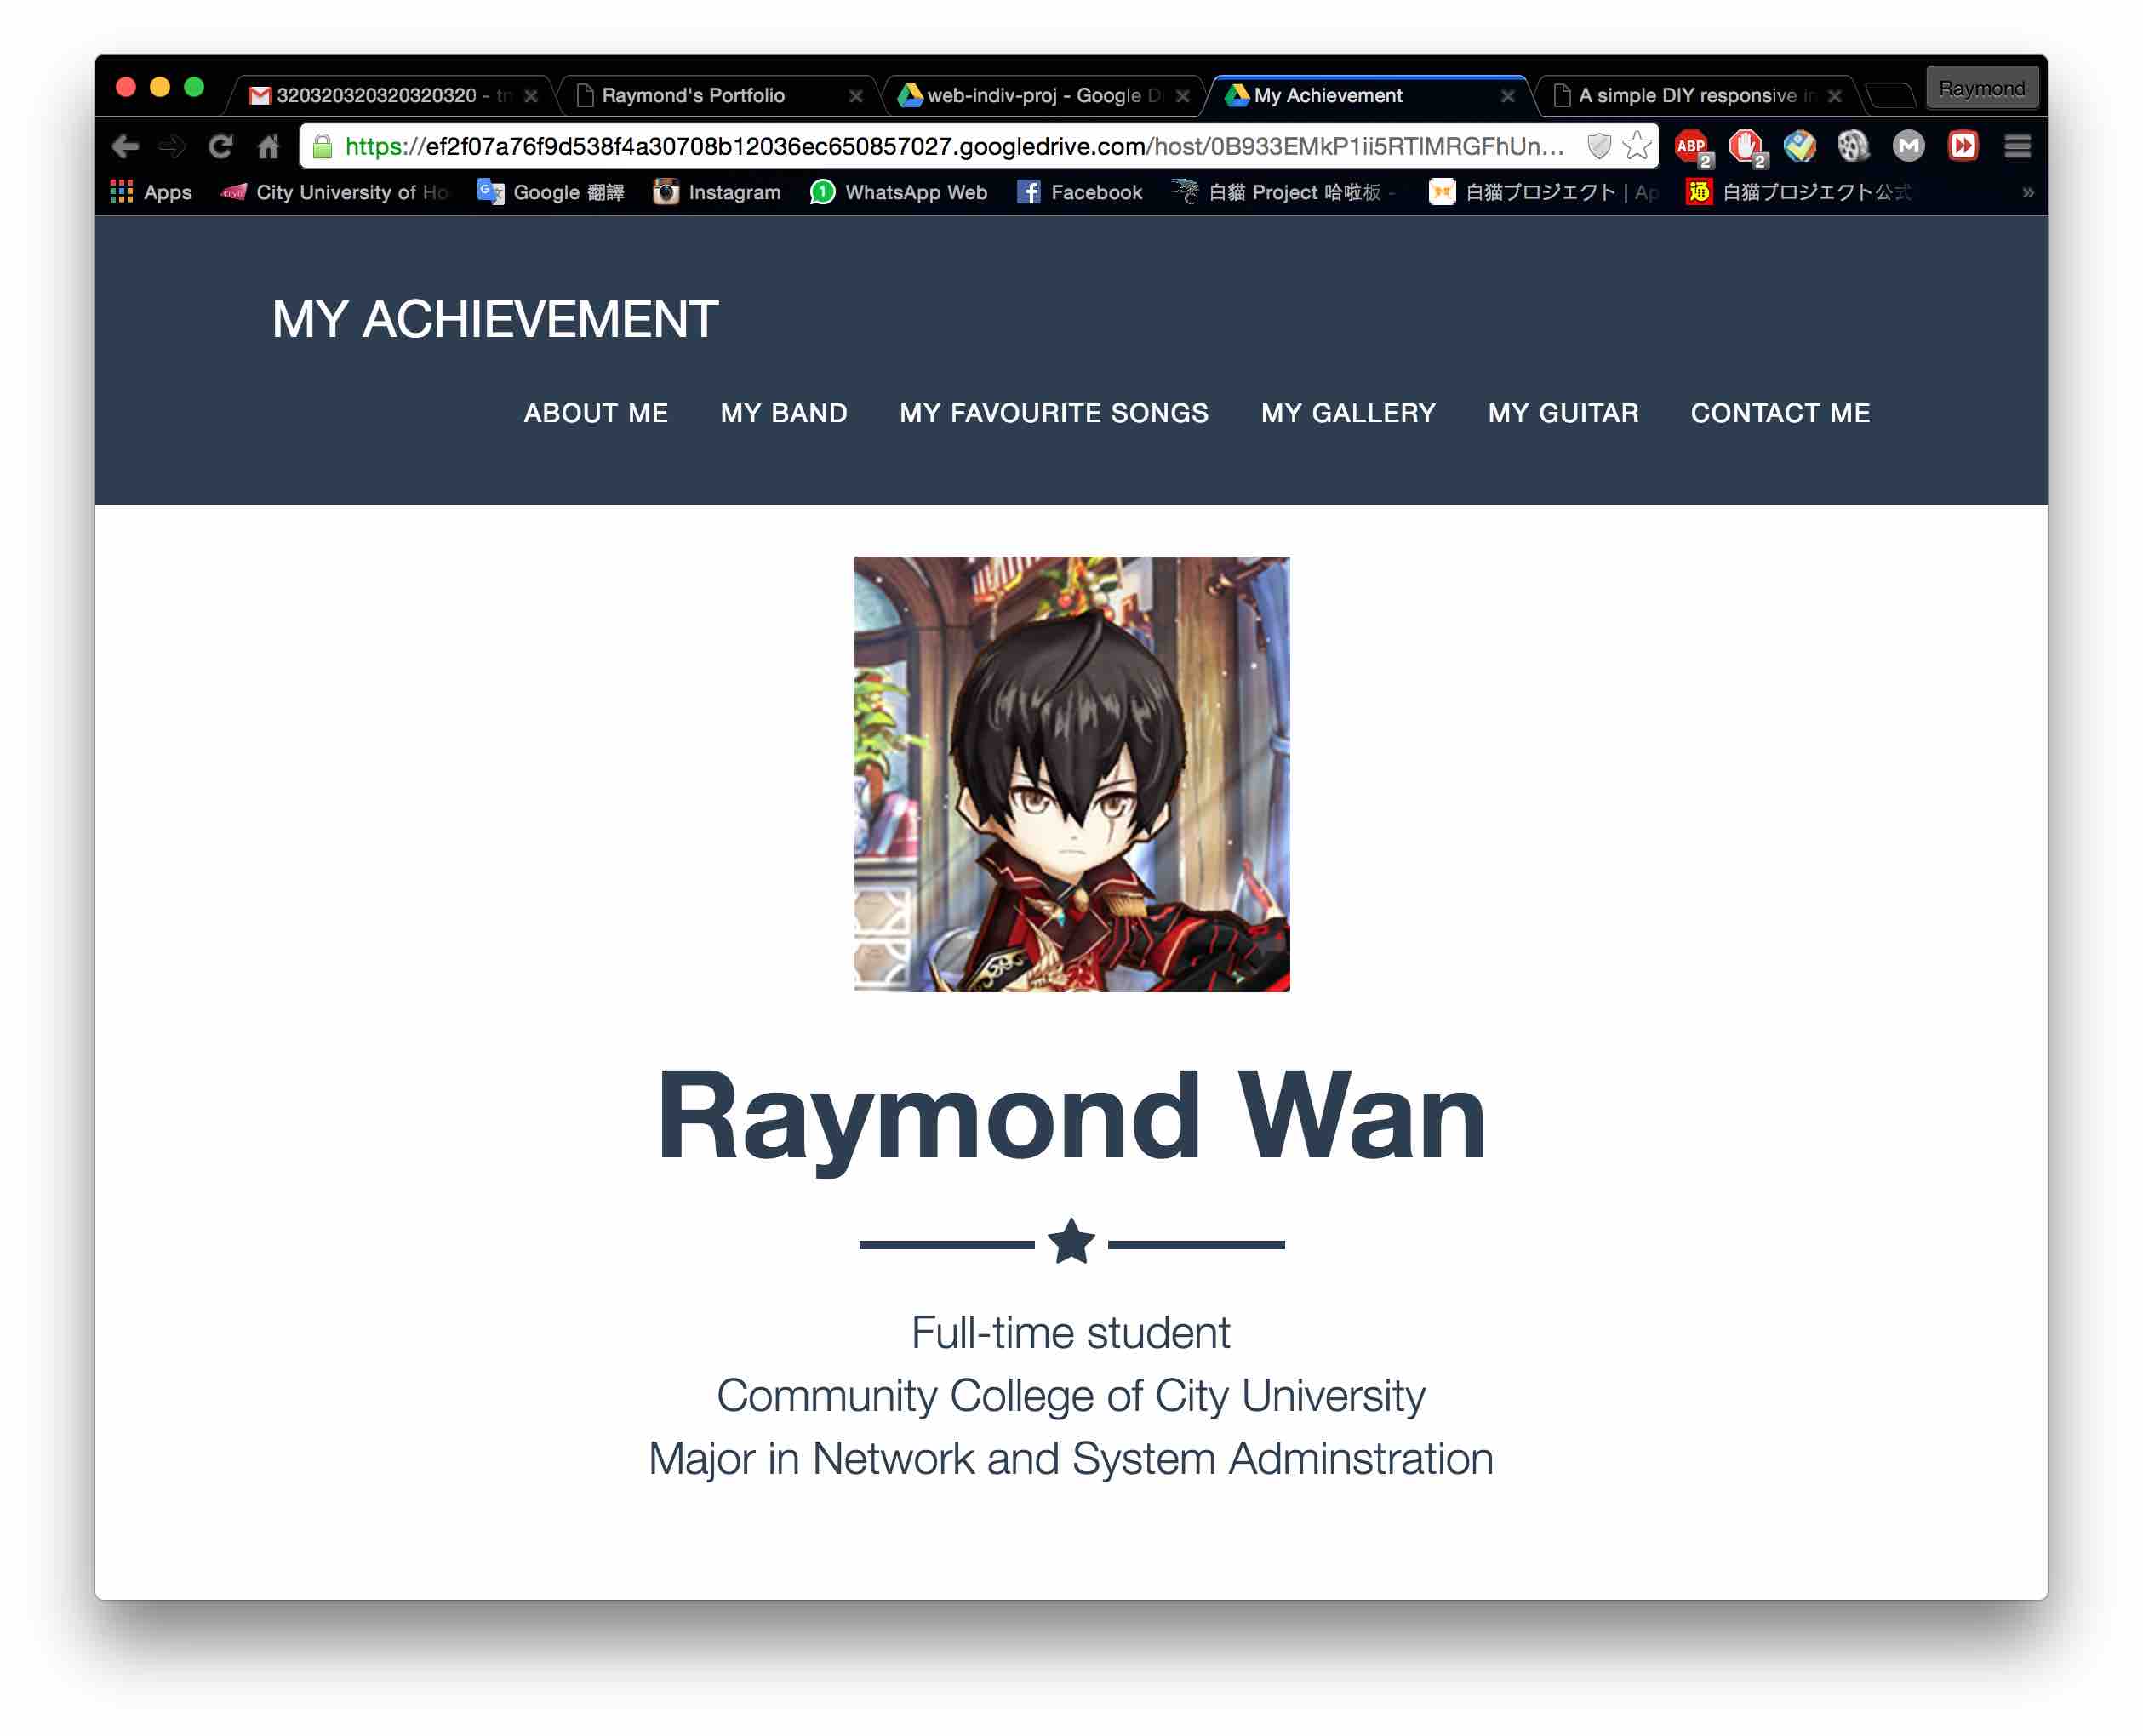 320320320320320320 - tm
Raymond's Portfolio
web-indiv-proj - Google D
My Achievement
A simple DIY responsive in
Raymond
https://ef2f07a76f9d538f4a30708b12036ec650857027.googledrive.com/host/0B933EMkP1ii5RTlMRGFhUn...
ABP
2
2
M
Apps
City University of Ho
Google 翻譯
Instagram
1
WhatsApp Web
Facebook
白貓 Project 哈啦板 -
白猫プロジェクト | Ap
白猫プロジェクト公式
»
MY ACHIEVEMENT
ABOUT ME MY BAND MY FAVOURITE SONGS MY GALLERY MY GUITAR CONTACT ME
Raymond Wan
Full-time student
Community College of City University
Major in Network and System Adminstration